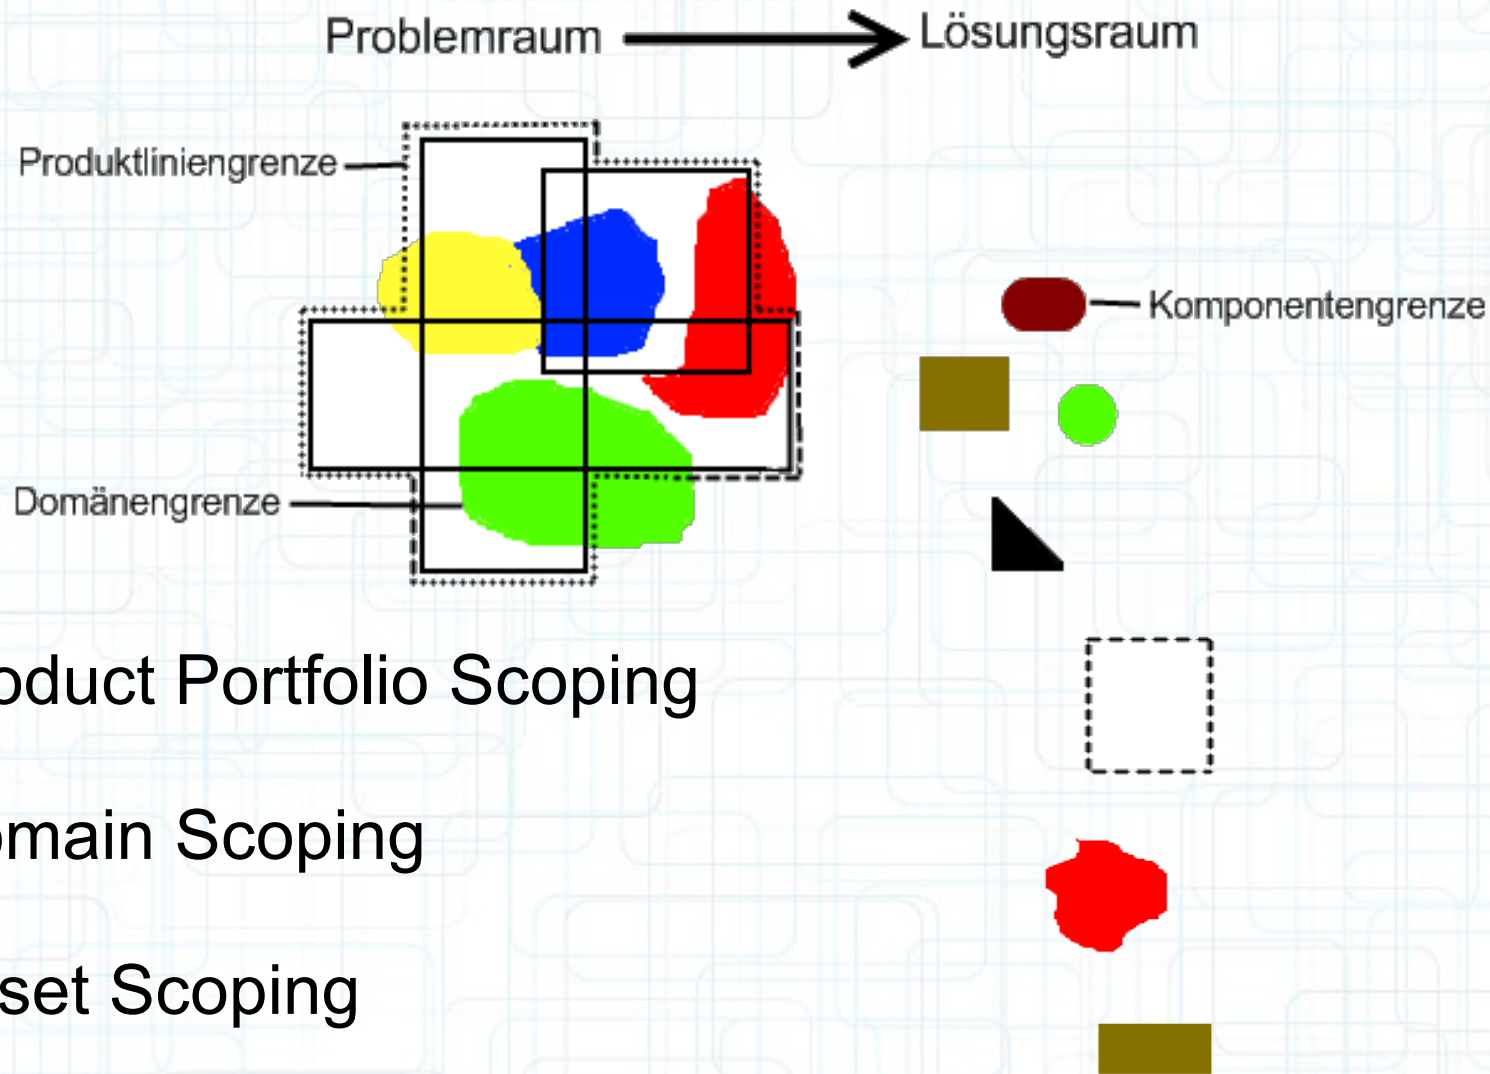 Problemraum Lösungsraum
Produktliniengrenze
Komponentengrenze
Domänengrenze
oduct Portfolio Scoping
omain Scoping
set Scoping